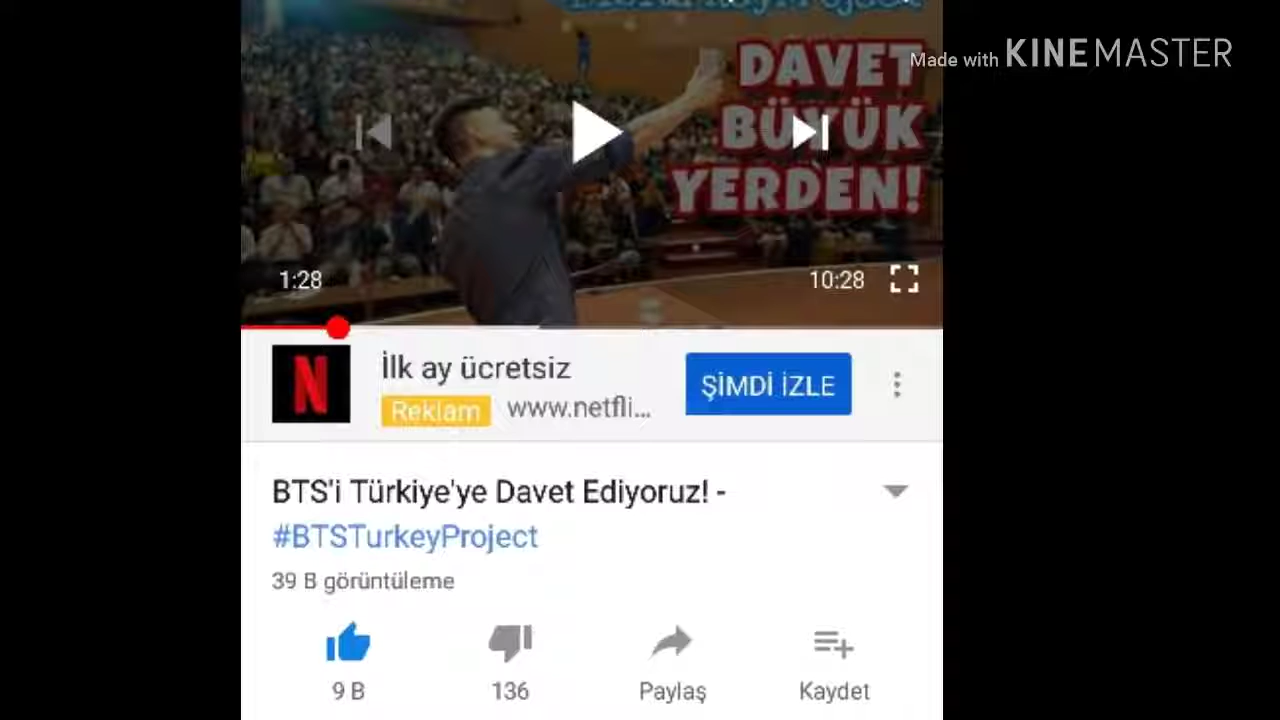 Made with KINEMASTER
DAVET
BÜYÜK
YERDEN!
1:28
10:28
N
İlk ay ücretsiz
Reklam www.netfli...
ŞİMDİ İZLE
BTS'i Türkiye'ye Davet Ediyoruz! -
#BTSTurkeyProject
39 B görüntüleme
9 B
136
Paylaş
Kaydet